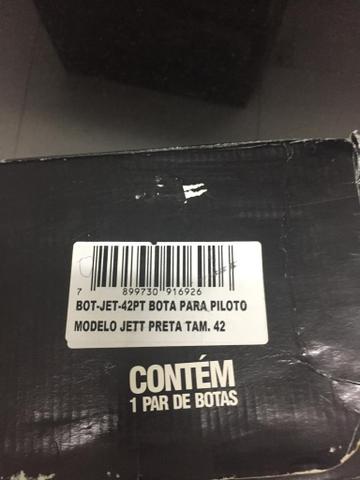 7 899730 916926
BOT-JET-42PT BOTA PARA PILOTO
MODELO JETT PRETA TAM. 42
CONTÉM
1 PAR DE BOTAS